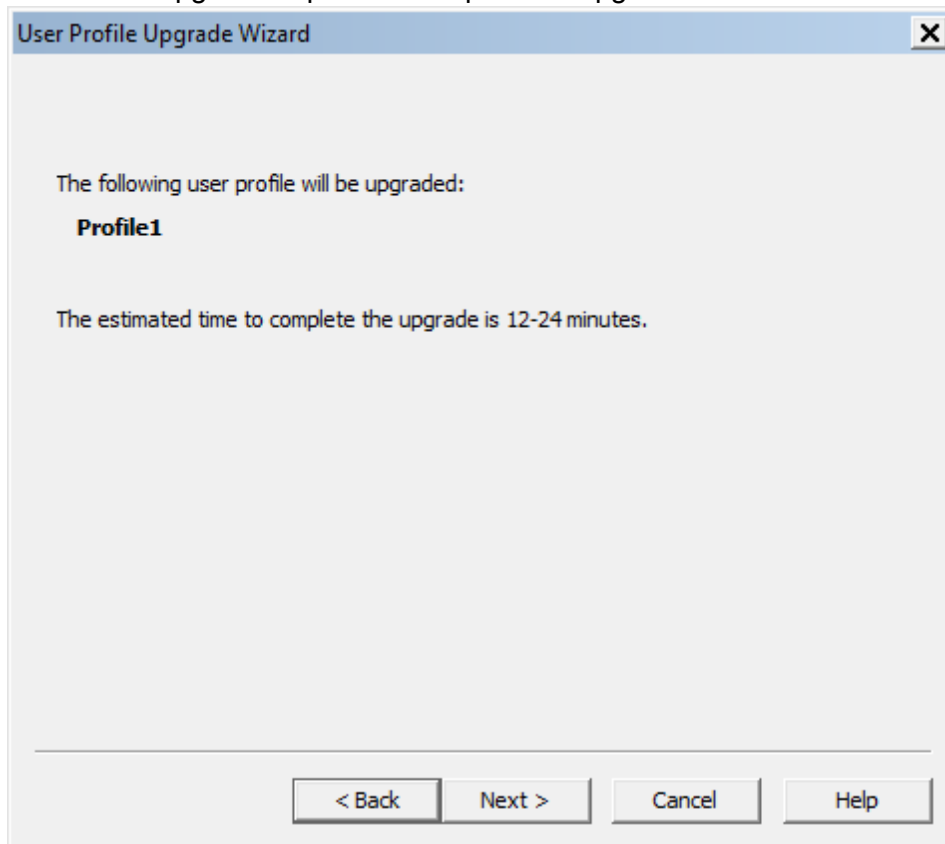 User Profile Upgrade Wizard
The following user profile will be upgraded:
Profile1
The estimated time to complete the upgrade is 12-24 minutes.
< Back Next > Cancel Help